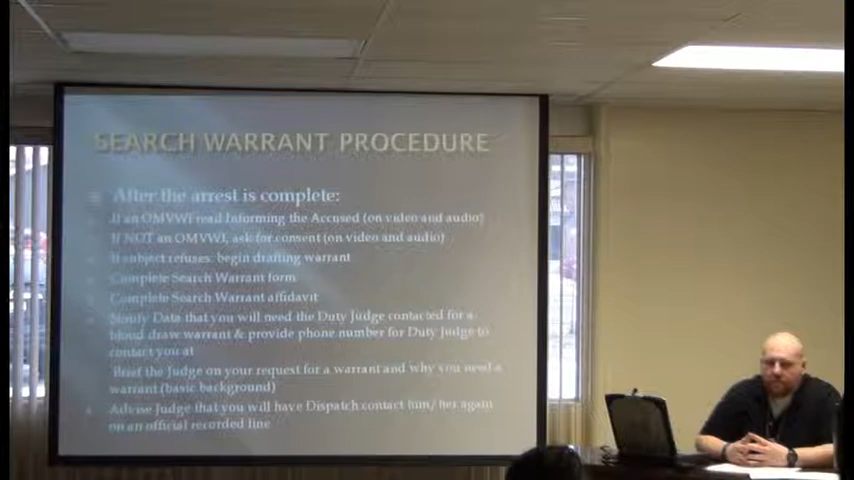 SEARCH WARRANT PROCEDURE
After the arrest is complete:
If an OMVWI read Informing the Accused (on video and audio)
If NOT an OMVWI, ask for consent (on video and audio)
If subject refuses: begin drafting warrant
Complete Search Warrant form
Complete Search Warrant affidavit
Notify Data that you will need the Duty Judge contacted for a
blood draw warrant & provide phone number for Duty Judge to
contact you at
Brief the Judge on your request for a warrant and why you need a
warrant (basic background)
Advise Judge that you will have Dispatch contact him/her again
on an official recorded line